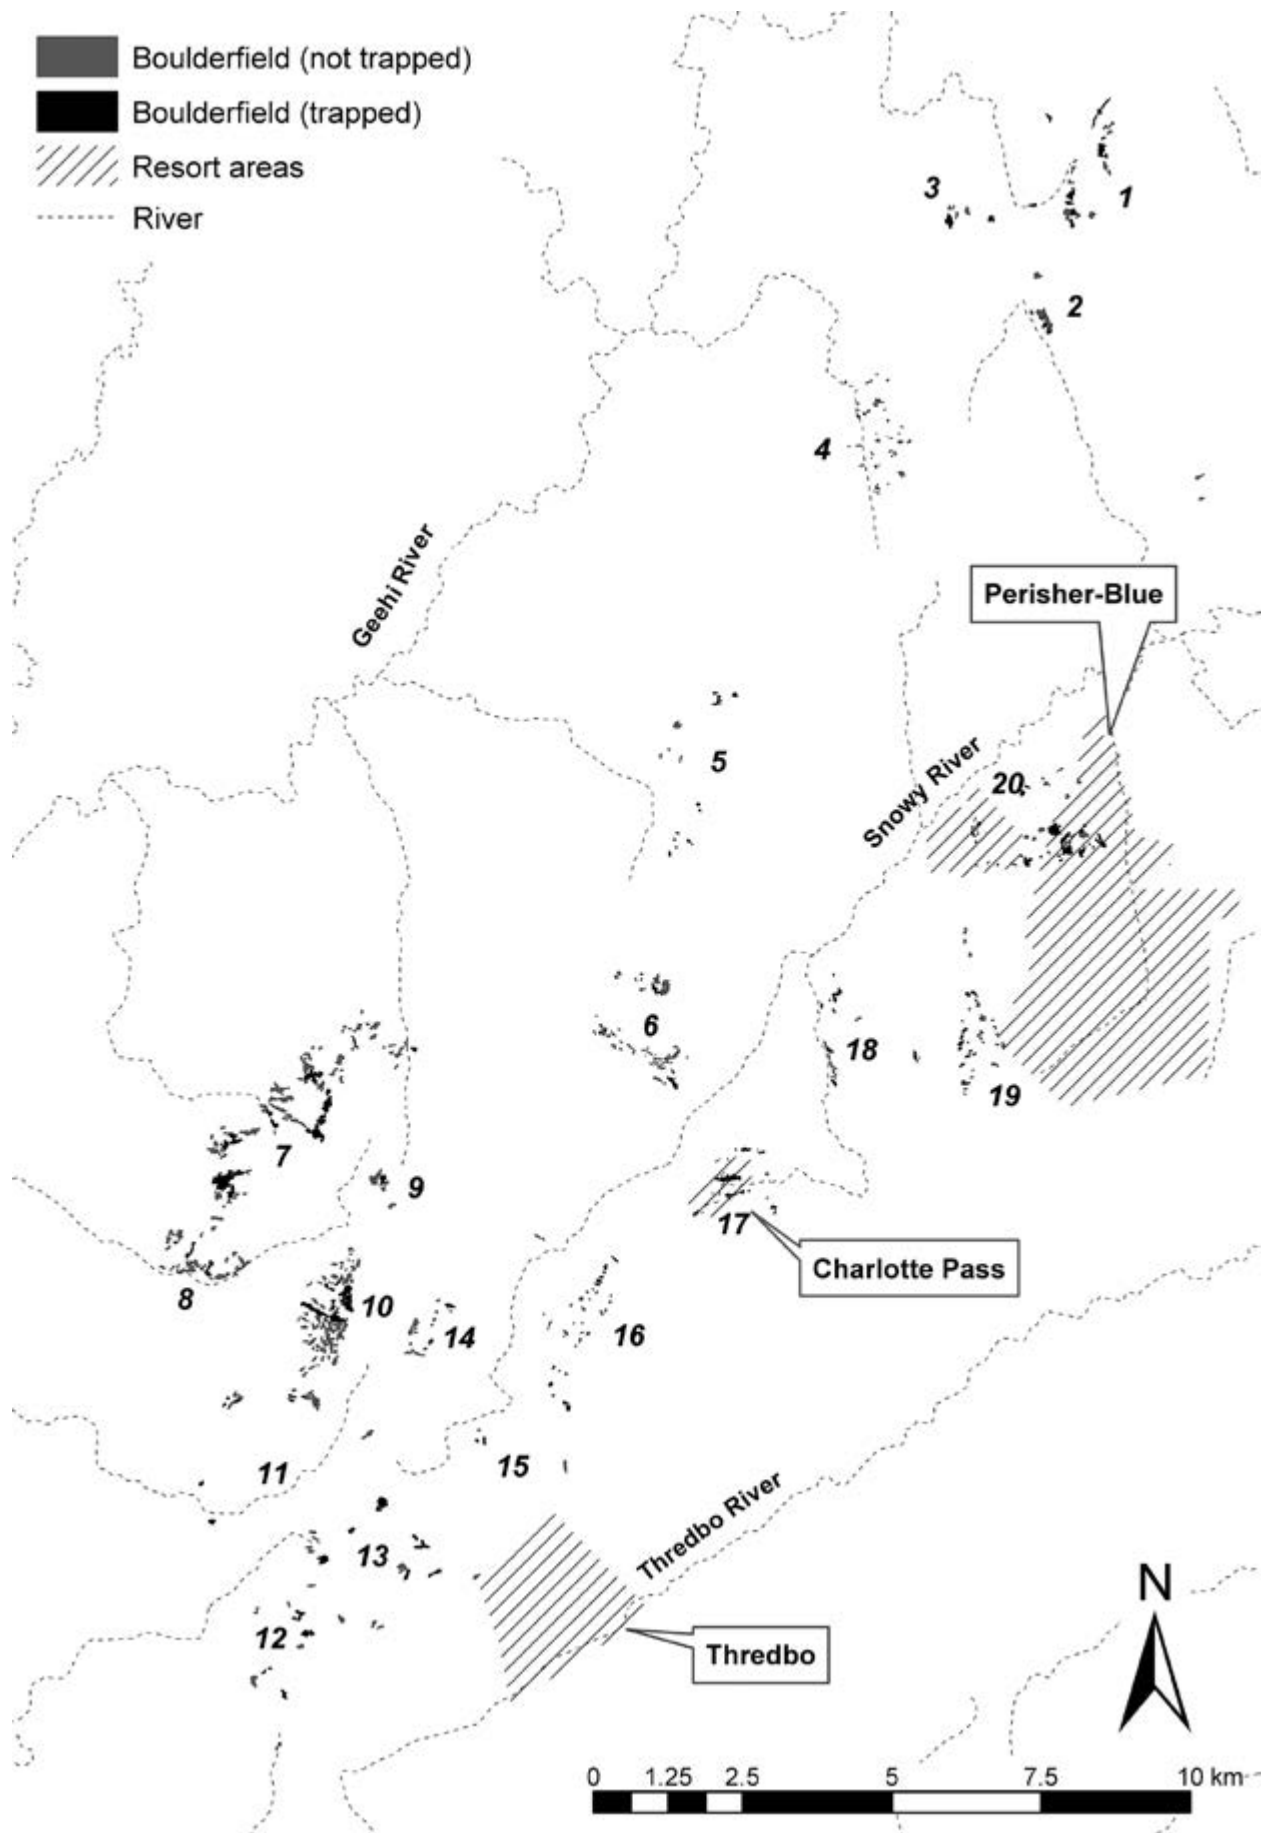 Boulderfield (not trapped)
Boulderfield (trapped)
Resort areas
River
3
1
2
4
Geehi River
Perisher-Blue
5
Snowy River
20
6
18
19
7
9
17
Charlotte Pass
8
10
14
16
11
15
13
Thredbo River
N
12
Thredbo
0 1.25 2.5 5 7.5 10 km